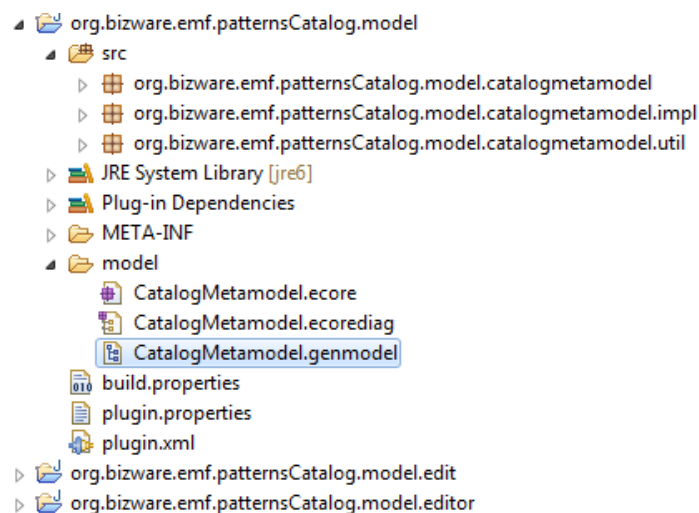 org.bizware.emf.patternsCatalog.model
src
org.bizware.emf.patternsCatalog.model.catalogmetamodel
org.bizware.emf.patternsCatalog.model.catalogmetamodel.impl
org.bizware.emf.patternsCatalog.model.catalogmetamodel.util
JRE System Library [jre6]
Plug-in Dependencies
META-INF
model
CatalogMetamodel.ecore
CatalogMetamodel.ecorediag
CatalogMetamodel.genmodel
build.properties
plugin.properties
plugin.xml
org.bizware.emf.patternsCatalog.model.edit
org.bizware.emf.patternsCatalog.model.editor